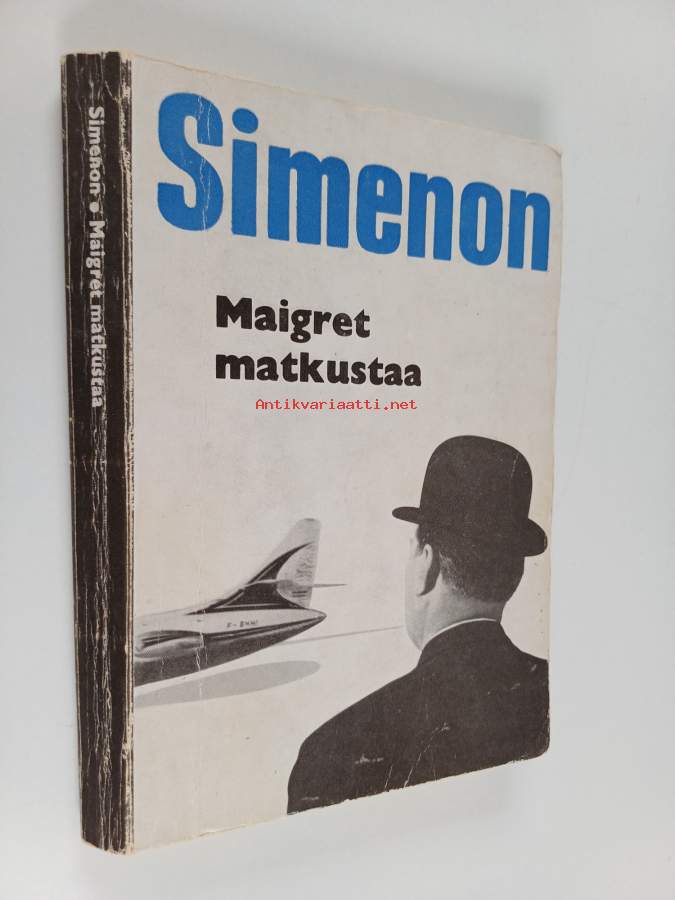 Simenon
Maigret
matkustaa
Antikvariaatti.net
Simenon • Maigret matkustaa